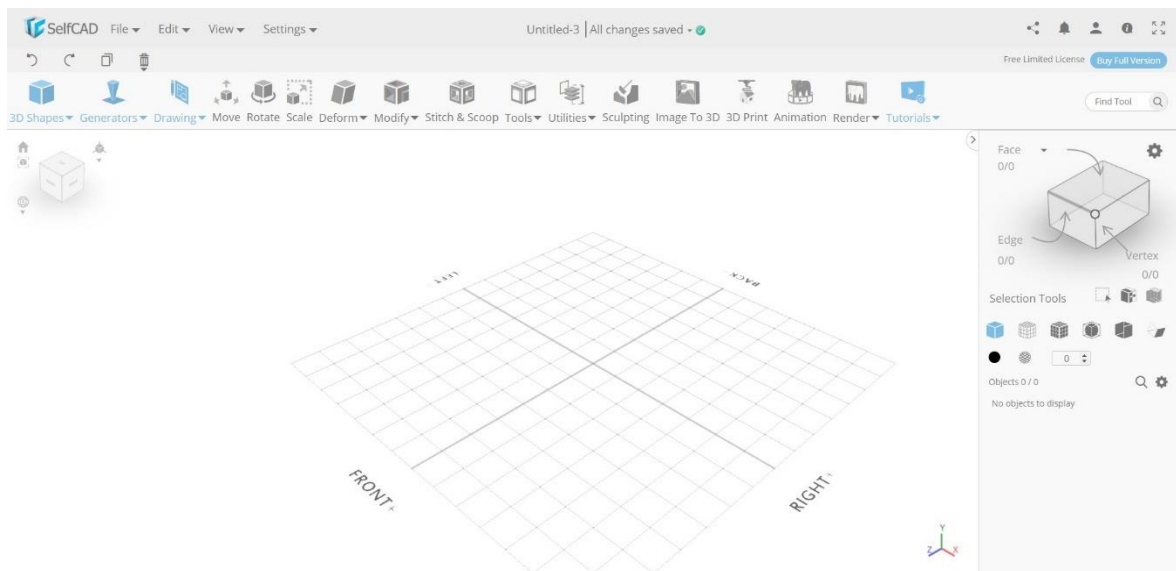 SelfCAD File Edit View Settings Untitled-3 | All changes saved
Free Limited License Buy Full Version
3D Shapes Generators Drawing Move Rotate Scale Deform Modify Stitch & Scoop Tools Utilities Sculpting Image To 3D 3D Print Animation Render Tutorials
Find Tool
Face
0/0
Edge
0/0
Vertex
0/0
LEFT
BACK
FRONT
RIGHT
Selection Tools
0
Objects 0 / 0
No objects to display
Y
Z X